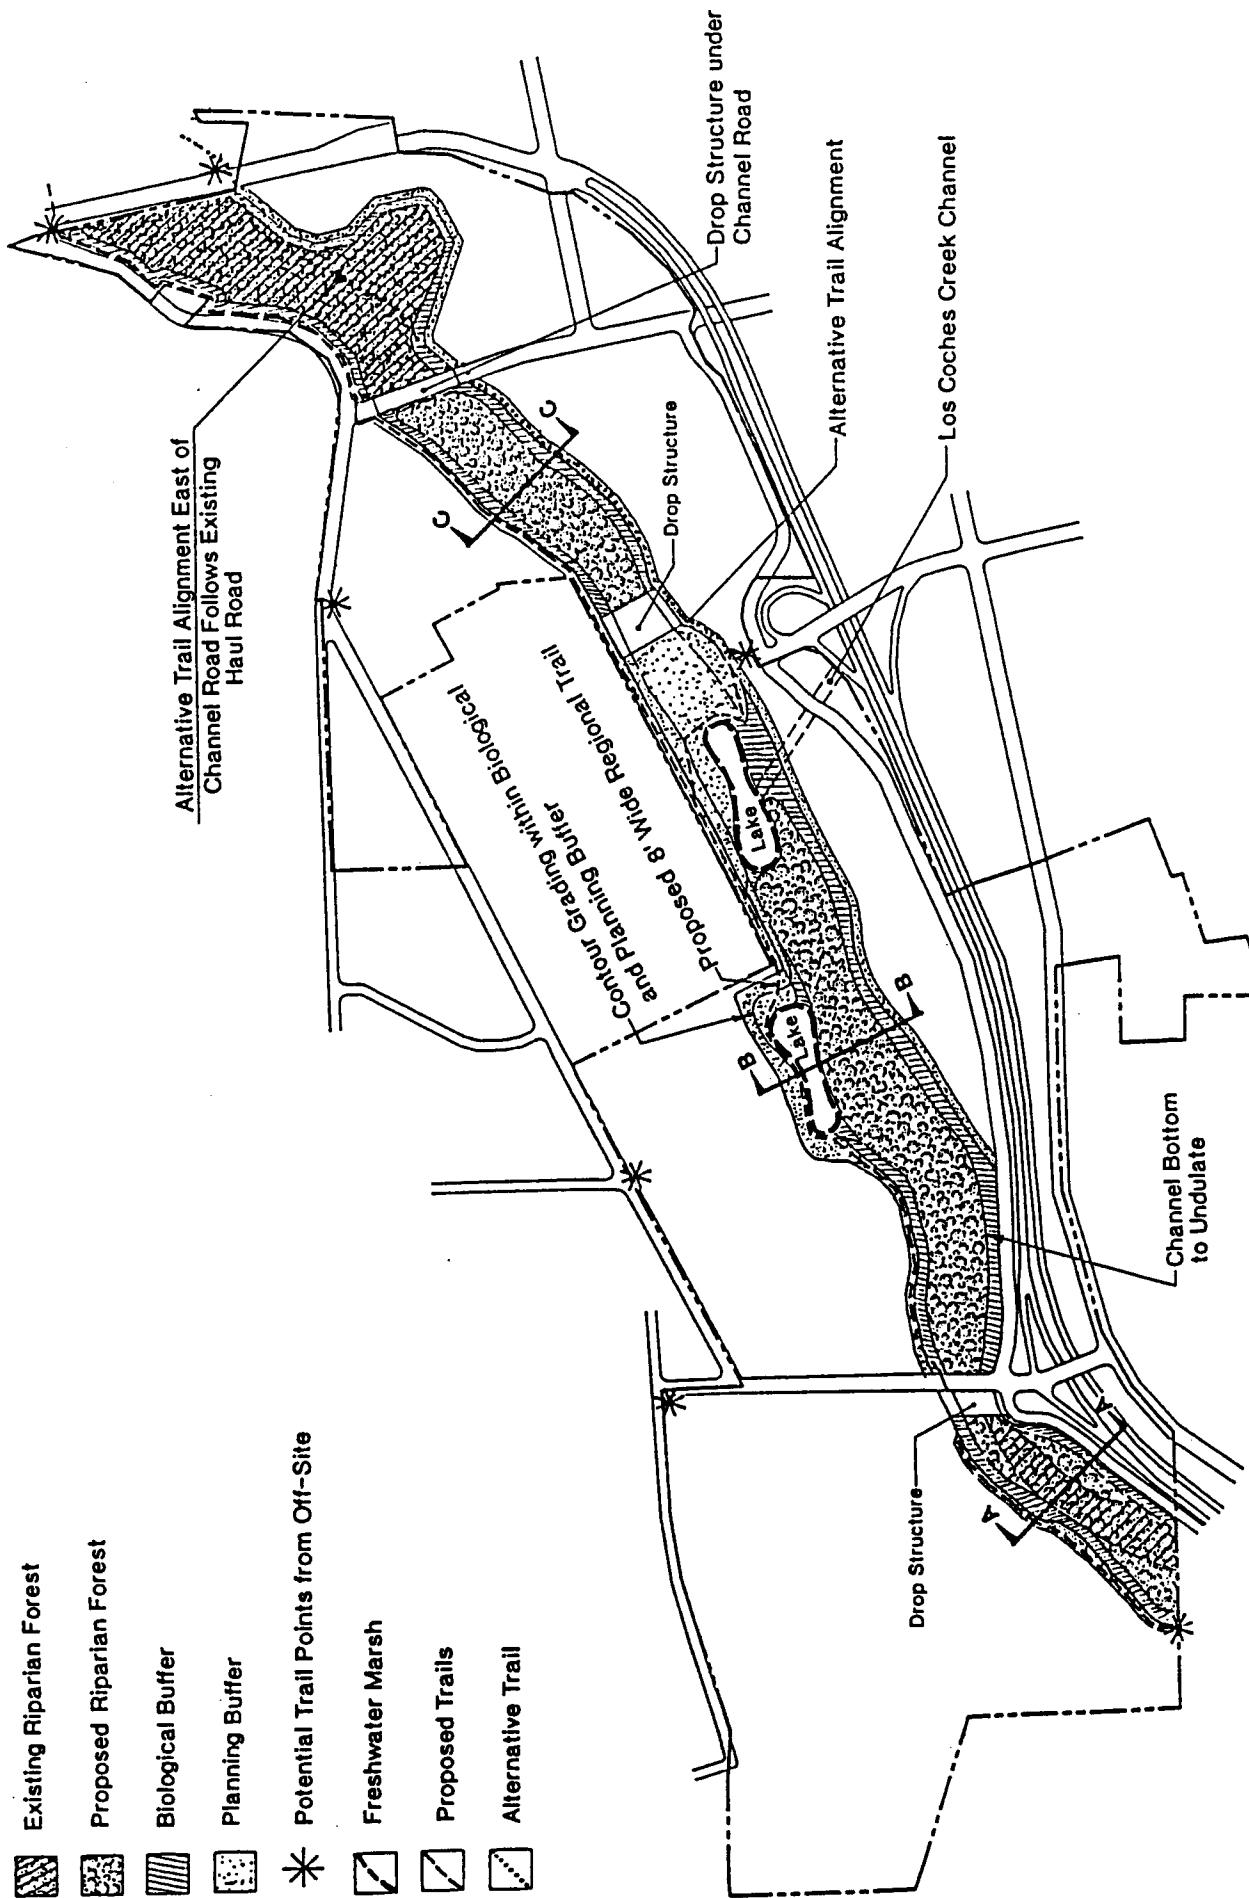 Existing Riparian Forest
Proposed Riparian Forest
Biological Buffer
Planning Buffer
Potential Trail Points from Off-Site
Freshwater Marsh
Proposed Trails
Alternative Trail
Alternative Trail Alignment East of
Channel Road Follows Existing
Haul Road
Contour Grading within Biological
and Planning Buffer
Proposed 8' Wide Regional Trail
Drop Structure under
Channel Road
Drop Structure
Alternative Trail Alignment
Los Coches Creek Channel
Channel Bottom
to Undulate
Drop Structure
Lake
Lake
A
A
B
B
C
C